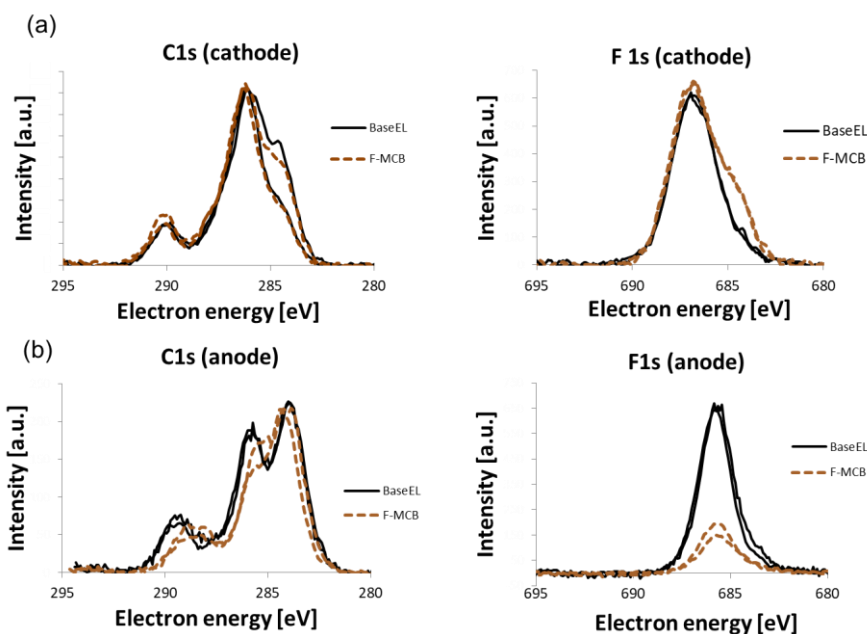 (a)
C1s (cathode)
F 1s (cathode)
Intensity [a.u.]
BaseEL
F-MCB
295 290 285 280
Electron energy [eV]
Intensity [a.u.]
BaseEL
F-MCB
695 690 685 680
Electron energy [eV]
(b)
C1s (anode)
F1s (anode)
Intensity [a.u.]
BaseEL
F-MCB
295 290 285 280
Electron energy [eV]
Intensity [a.u.]
BaseEL
F-MCB
695 690 685 680
Electron energy [eV]